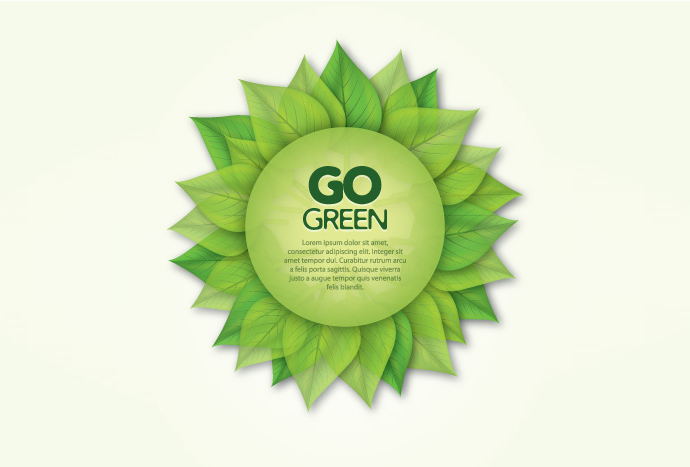 GO
GREEN
Lorem ipsum dolor sit amet,
consectetur adipiscing elit. Integer sit
amet tempor dui. Curabitur rutrum arcu
a felis porta sagittis. Quisque viverra
justo a augue tempor quis venenatis
felis blandit.